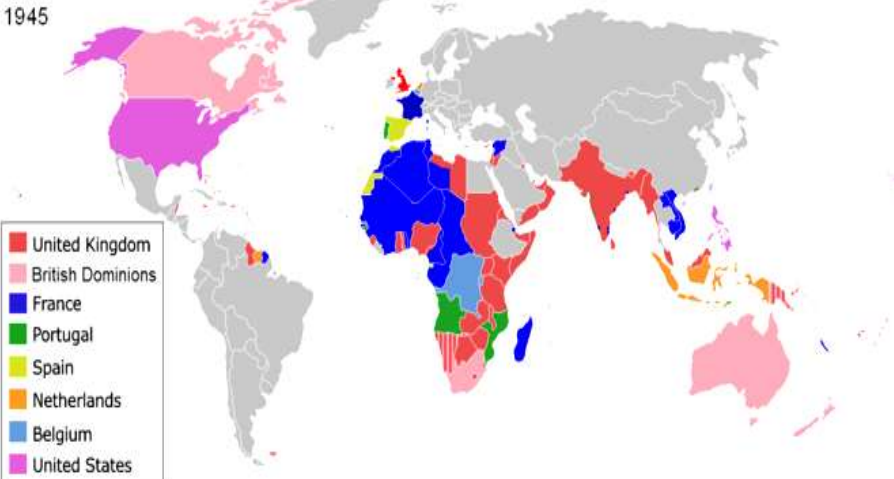 1945
United Kingdom
British Dominions
France
Portugal
Spain
Netherlands
Belgium
United States